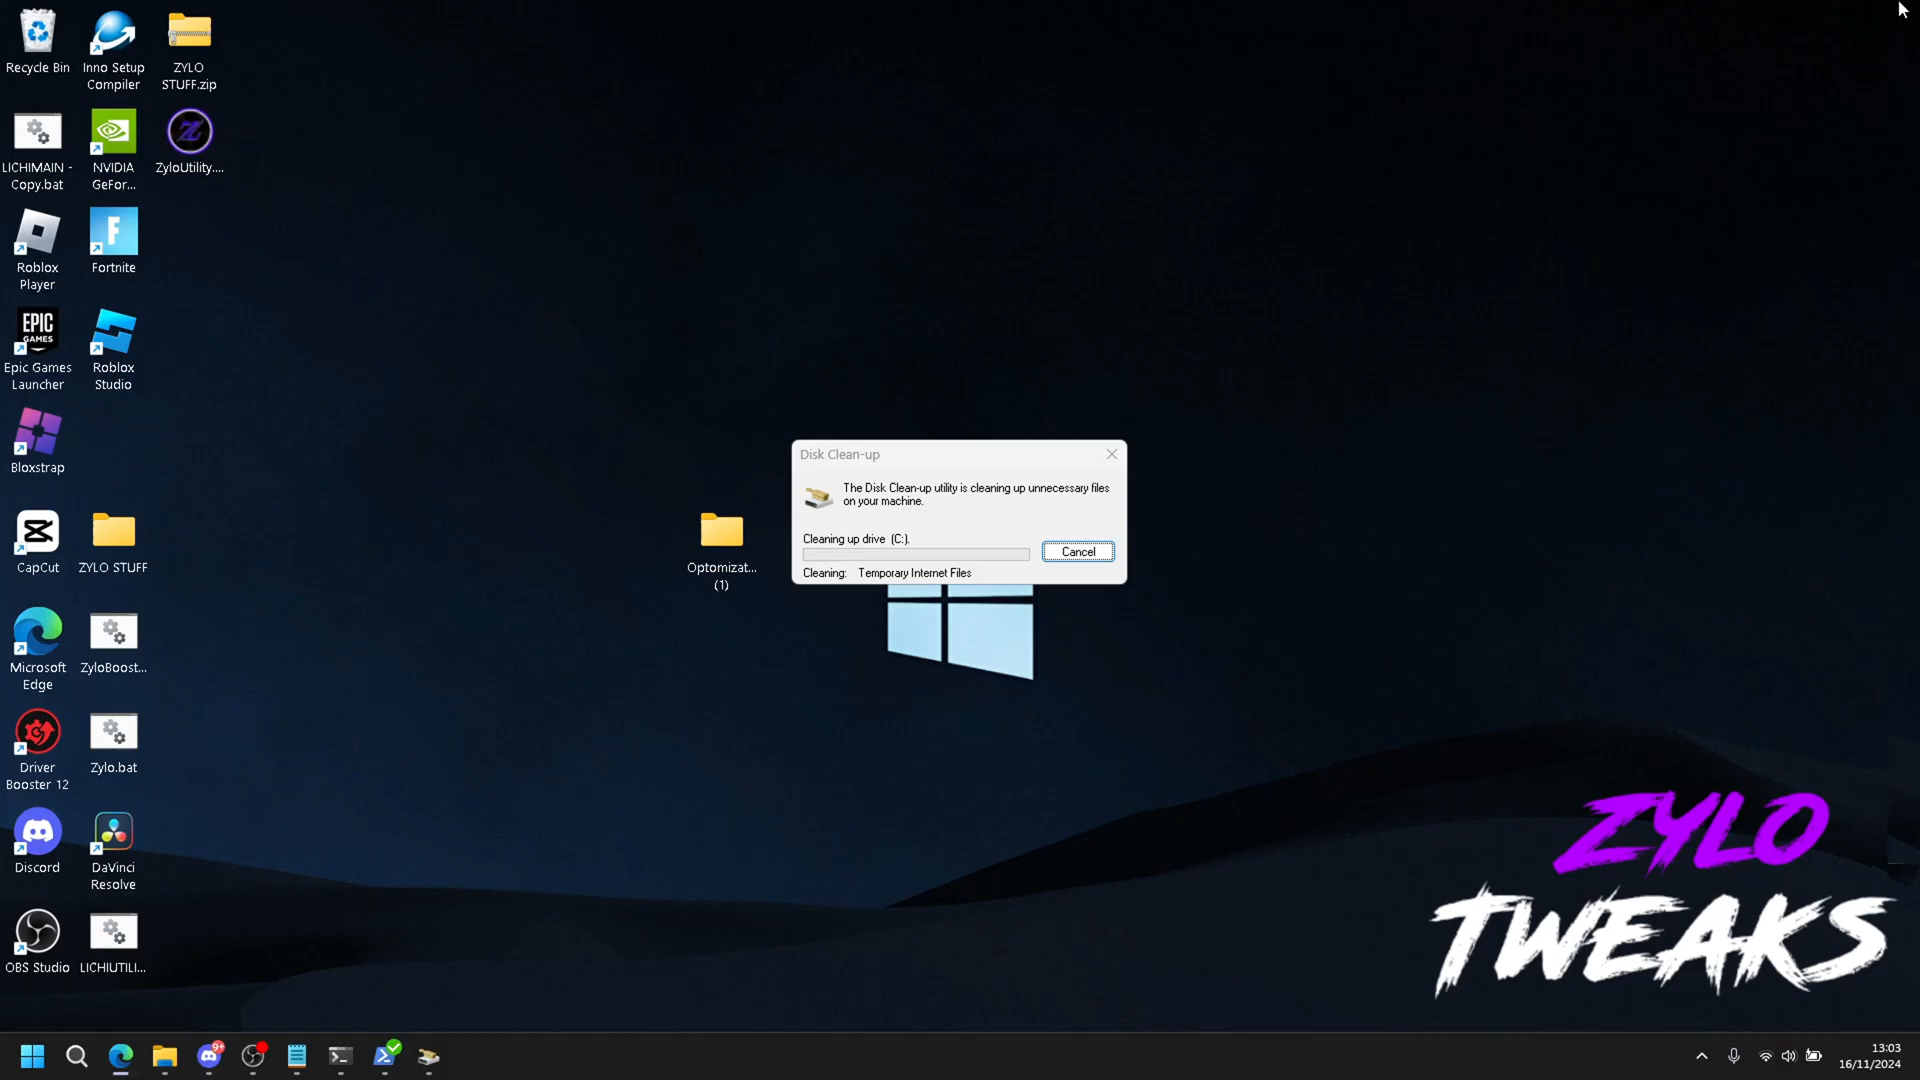 Recycle Bin
Inno Setup
Compiler
ZYLO
STUFF.zip
LICHIMAIN -
Copy.bat
NVIDIA
GeFor...
ZyloUtility....
Roblox
Player
F
Fortnite
EPIC
GAMES
Epic Games
Launcher
Roblox
Studio
Bloxstrap
CapCut
ZYLO STUFF
Optomizat...
(1)
Disk Clean-up
The Disk Clean-up utility is cleaning up unnecessary files
on your machine.
Cleaning up drive (C:).
Cancel
Cleaning: Temporary Internet Files
Microsoft
Edge
ZyloBoost...
Driver
Booster 12
Zylo.bat
Discord
DaVinci
Resolve
OBS Studio
LICHIUTILI...
ZYLO
TWEAKS
9+
13:03
16/11/2024